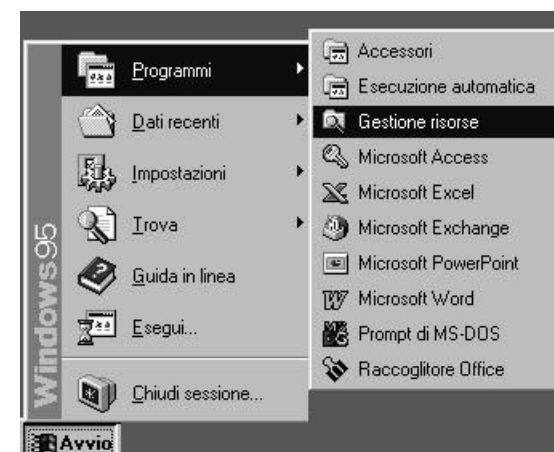 Programmi
Dati recenti
Impostazioni
Trova
Guida in linea
Esegui...
Chiudi sessione...
Windows95
Avvio
Accessori
Esecuzione automatica
Gestione risorse
Microsoft Access
Microsoft Excel
Microsoft Exchange
Microsoft PowerPoint
Microsoft Word
Prompt di MS-DOS
Raccoglitore Office